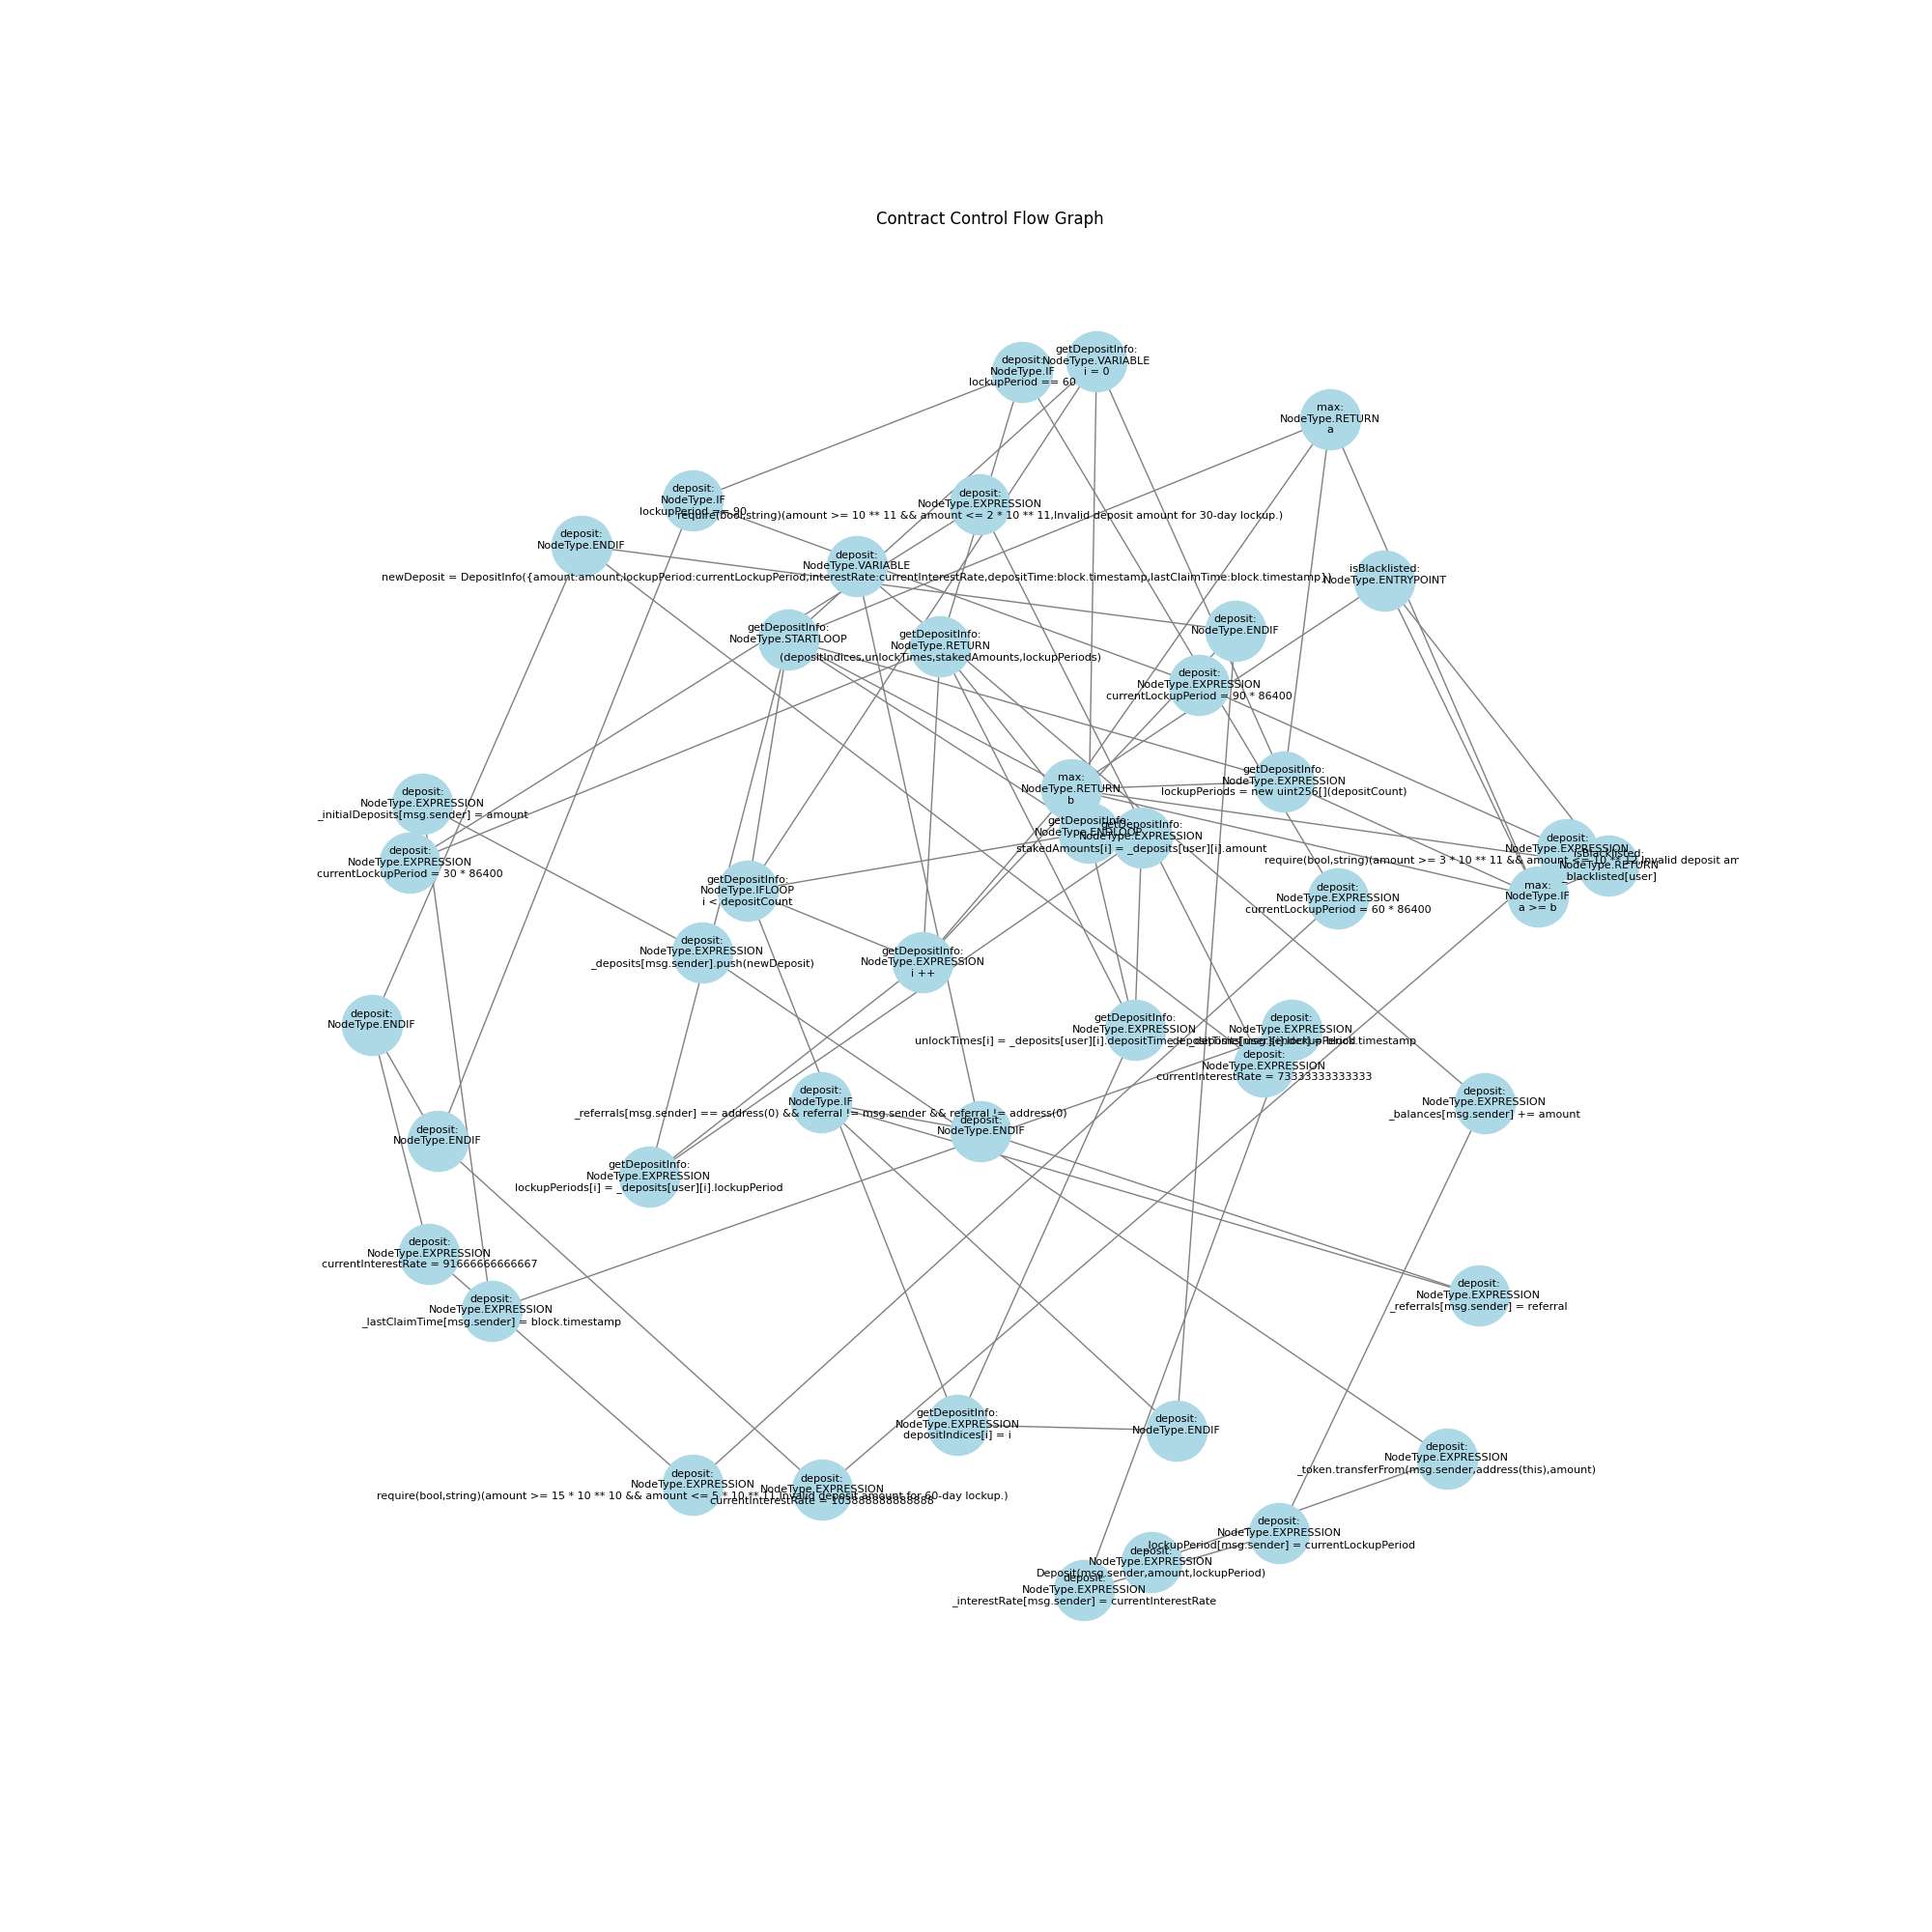 Contract Control Flow Graph
getDepositInfo:
NodeType.VARIABLE
i = 0
deposit:
NodeType.IF
lockupPeriod == 60
max:
NodeType.RETURN
a
deposit:
NodeType.IF
lockupPeriod == 90
deposit:
NodeType.EXPRESSION
require(bool,string)(amount >= 10 ** 11 && amount <= 2 * 10 ** 11,Invalid deposit amount for 30-day lockup.)
deposit:
NodeType.ENDIF
deposit:
NodeType.VARIABLE
newDeposit = DepositInfo({amount:amount,lockupPeriod:currentLockupPeriod,interestRate:currentInterestRate,depositTime:block.timestamp,lastClaimTime:block.timestamp})
isBlacklisted:
NodeType.ENTRYPOINT
deposit:
NodeType.ENDIF
getDepositInfo:
NodeType.STARTLOOP
getDepositInfo:
NodeType.RETURN
(depositIndices,unlockTimes,stakedAmounts,lockupPeriods)
deposit:
NodeType.EXPRESSION
currentLockupPeriod = 90 * 86400
getDepositInfo:
NodeType.EXPRESSION
lockupPeriods = new uint256[](depositCount)
max:
NodeType.RETURN
b
deposit:
NodeType.EXPRESSION
_initialDeposits[msg.sender] = amount
getDepositInfo:
NodeType.ENDLOOP
getDepositInfo:
NodeType.EXPRESSION
stakedAmounts[i] = _deposits[user][i].amount
deposit:
NodeType.EXPRESSION
require(bool,string)(amount >= 3 * 10 ** 11 && amount <= 10 ** 12,Invalid deposit am
deposit:
NodeType.EXPRESSION
currentLockupPeriod = 30 * 86400
isBlacklisted:
NodeType.RETURN
_blacklisted[user]
getDepositInfo:
NodeType.IFLOOP
i < depositCount
deposit:
NodeType.EXPRESSION
currentLockupPeriod = 60 * 86400
max:
NodeType.IF
a >= b
deposit:
NodeType.EXPRESSION
_deposits[msg.sender].push(newDeposit)
getDepositInfo:
NodeType.EXPRESSION
i ++
deposit:
NodeType.ENDIF
getDepositInfo:
NodeType.EXPRESSION
unlockTimes[i] = _deposits[user][i].depositTime
deposit:
NodeType.EXPRESSION
block.timestamp
deposit:
NodeType.EXPRESSION
currentInterestRate = 73333333333333
deposit:
NodeType.IF
_referrals[msg.sender] == address(0) && referral != msg.sender && referral != address(0)
deposit:
NodeType.EXPRESSION
_balances[msg.sender] += amount
deposit:
NodeType.ENDIF
deposit:
NodeType.ENDIF
getDepositInfo:
NodeType.EXPRESSION
lockupPeriods[i] = _deposits[user][i].lockupPeriod
deposit:
NodeType.EXPRESSION
currentInterestRate = 91666666666667
deposit:
NodeType.EXPRESSION
_referrals[msg.sender] = referral
deposit:
NodeType.EXPRESSION
_lastClaimTime[msg.sender] = block.timestamp
getDepositInfo:
NodeType.EXPRESSION
depositIndices[i] = i
deposit:
NodeType.ENDIF
deposit:
NodeType.EXPRESSION
_token.transferFrom(msg.sender,address(this),amount)
deposit:
NodeType.EXPRESSION
require(bool,string)(amount >= 15 * 10 ** 10 && amount <= 5 * 10 ** 11,Invalid deposit amount for 60-day lockup.)
deposit:
NodeType.EXPRESSION
currentInterestRate = 103888888888888
deposit:
NodeType.EXPRESSION
_lockupPeriod[msg.sender] = currentLockupPeriod
deposit:
NodeType.EXPRESSION
Deposit(msg.sender,amount,lockupPeriod)
deposit:
NodeType.EXPRESSION
_interestRate[msg.sender] = currentInterestRate